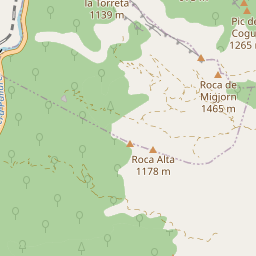 la Torreta
1139 m
Pic de
Cogu
1265 m
Roca de
Migjorn
1465 m
Roca Alta
1178 m